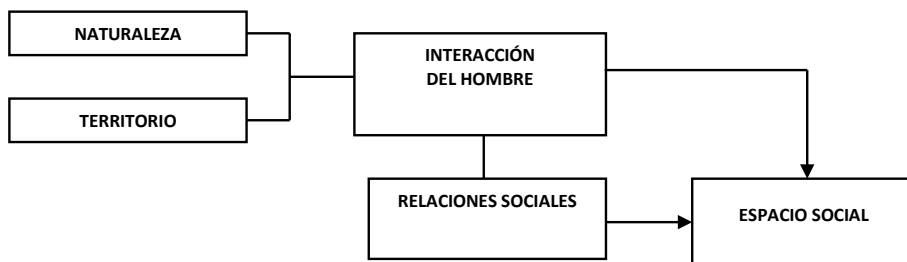 NATURALEZA
INTERACCIÓN
DEL HOMBRE
TERRITORIO
RELACIONES SOCIALES
ESPACIO SOCIAL